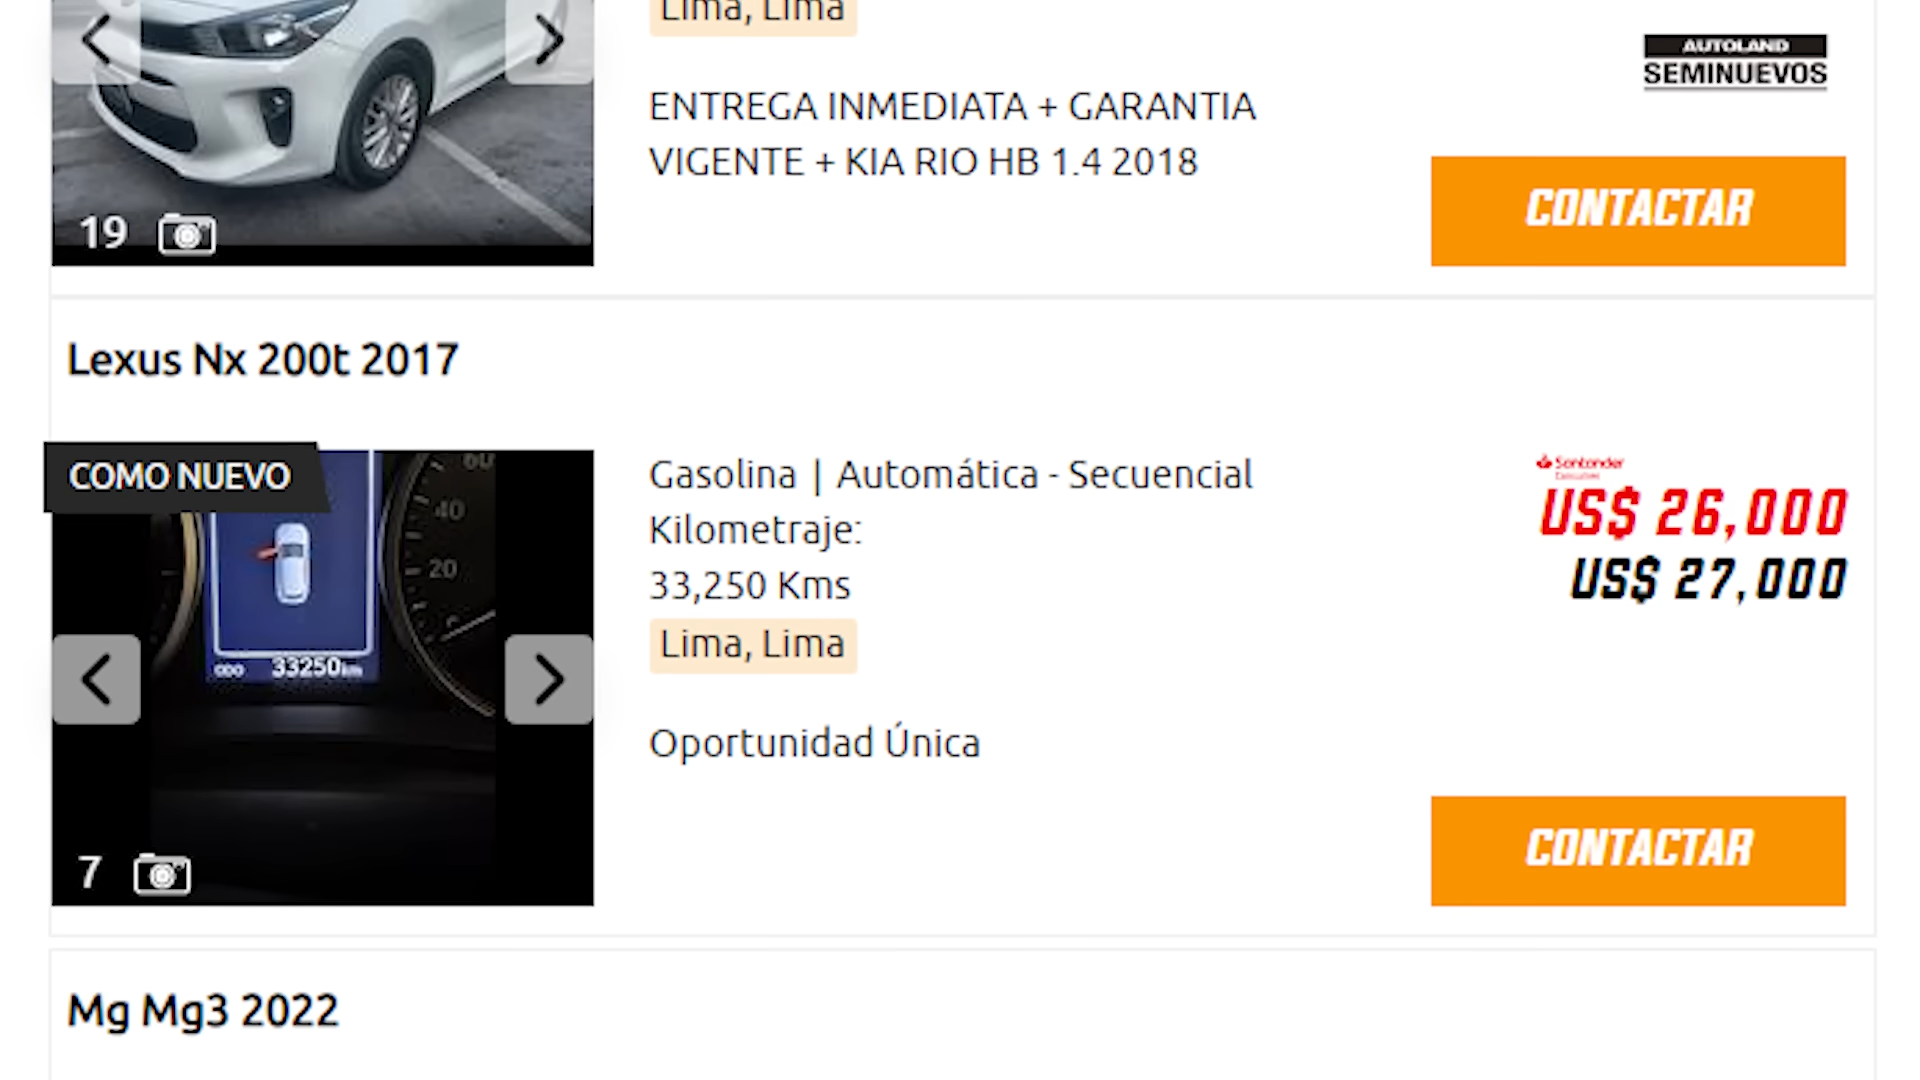 Lima, Lima
AUTOLAND
SEMINUEVOS
ENTREGA INMEDIATA + GARANTIA
VIGENTE + KIA RIO HB 1.4 2018
CONTACTAR
19
Lexus Nx 200t 2017
COMO NUEVO
60
40
20
33250km
7
Gasolina | Automática - Secuencial
Kilometraje:
33,250 Kms
Lima, Lima
Oportunidad Única
Santander
US$ 26,000
US$ 27,000
CONTACTAR
Mg Mg3 2022